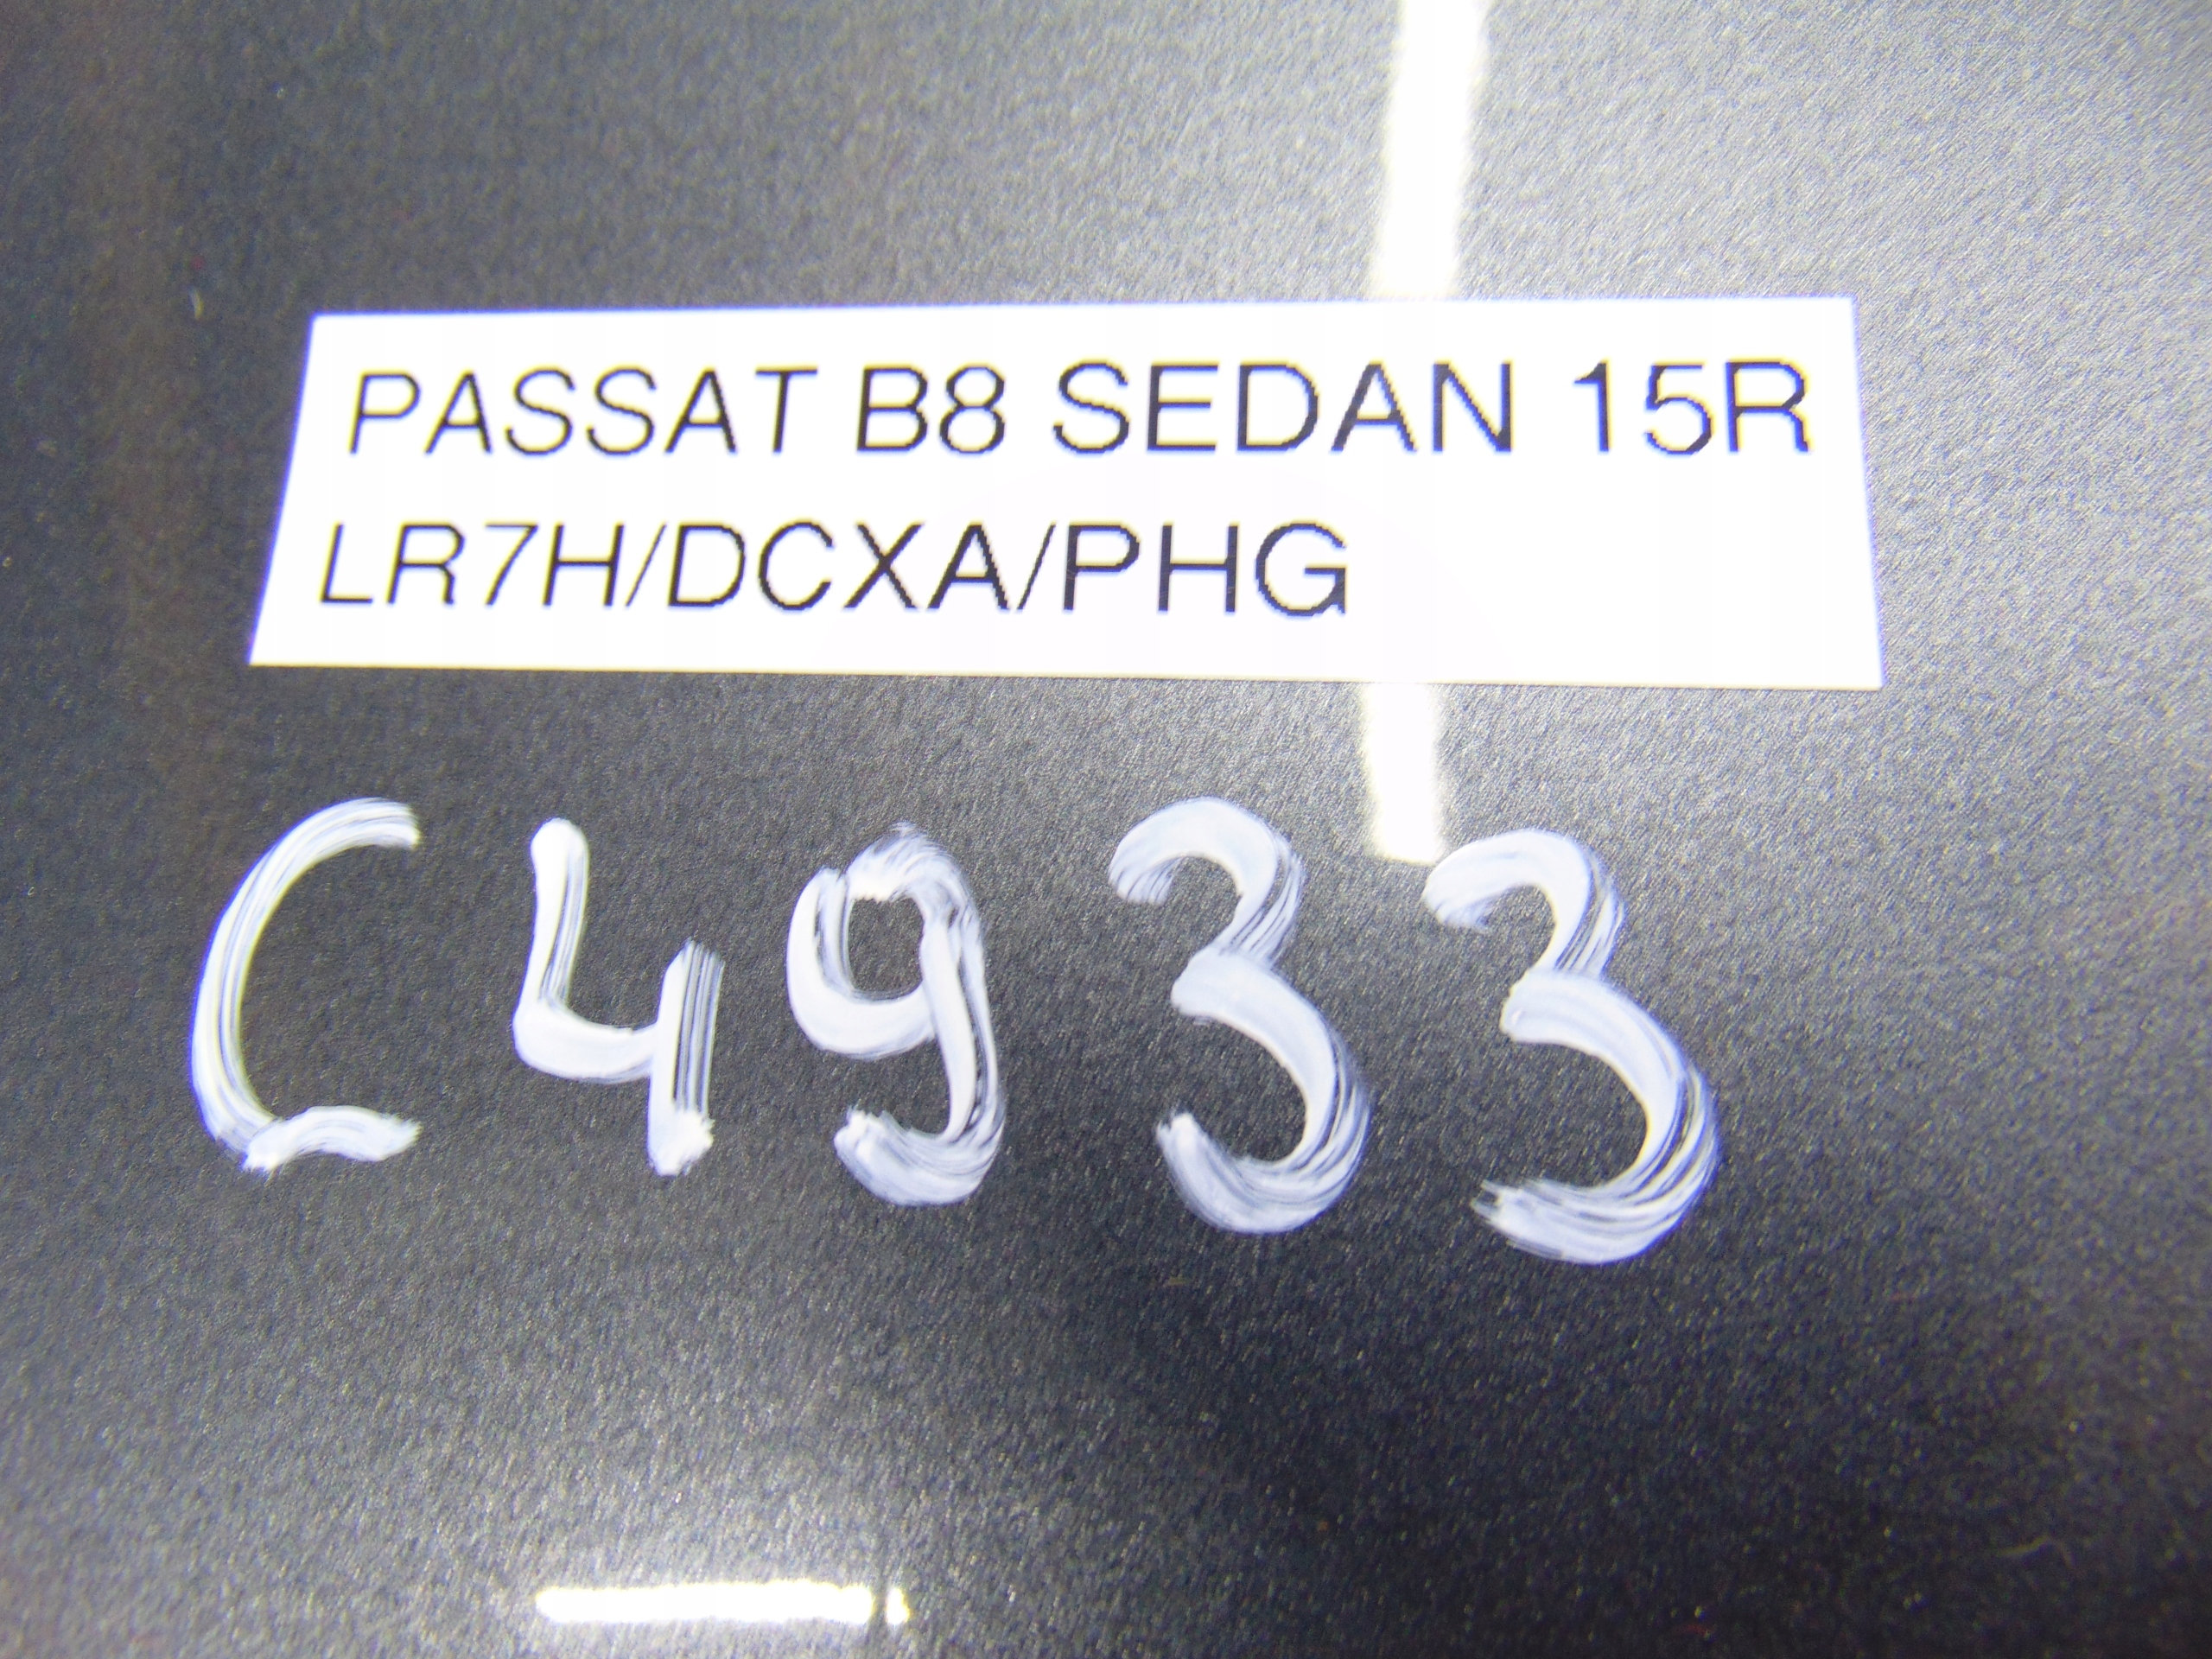 PASSAT B8 SEDAN 15R
LR7H/DCXA/PHG
C4933